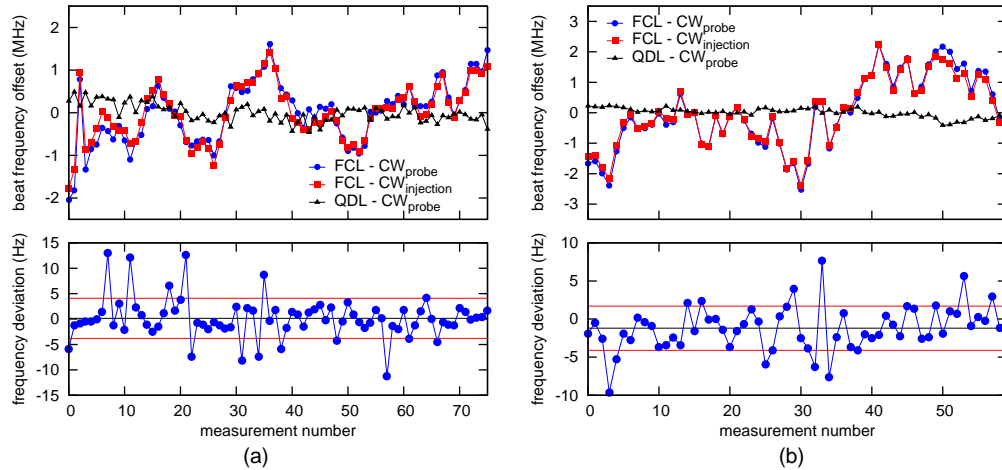 (a)
beat frequency offset (MHz)
2
1
0
-1
-2
FCL - CWprobe
FCL - CWinjection
QDL - CWprobe
frequency deviation (Hz)
15
10
5
0
-5
-10
-15
0 10 20 30 40 50 60 70
measurement number
(a)
(b)
beat frequency offset (MHz)
3
2
1
0
-1
-2
-3
FCL - CWprobe
FCL - CWinjection
QDL - CWprobe
frequency deviation (Hz)
10
5
0
-5
-10
0 10 20 30 40 50
measurement number
(b)